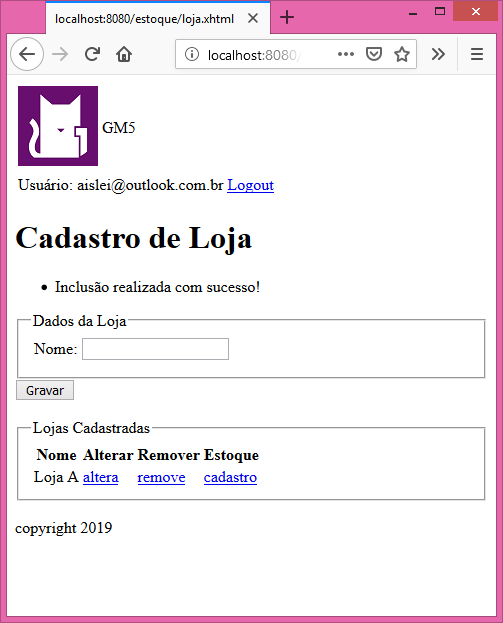 localhost:8080/estoque/loja.xhtml
localhost:8080/
GM5
Usuário: aislei@outlook.com.br Logout
Cadastro de Loja
• Inclusão realizada com sucesso!
Dados da Loja
Nome:
Gravar
Lojas Cadastradas
Nome Alterar Remover Estoque
Loja A altera remove cadastro
copyright 2019